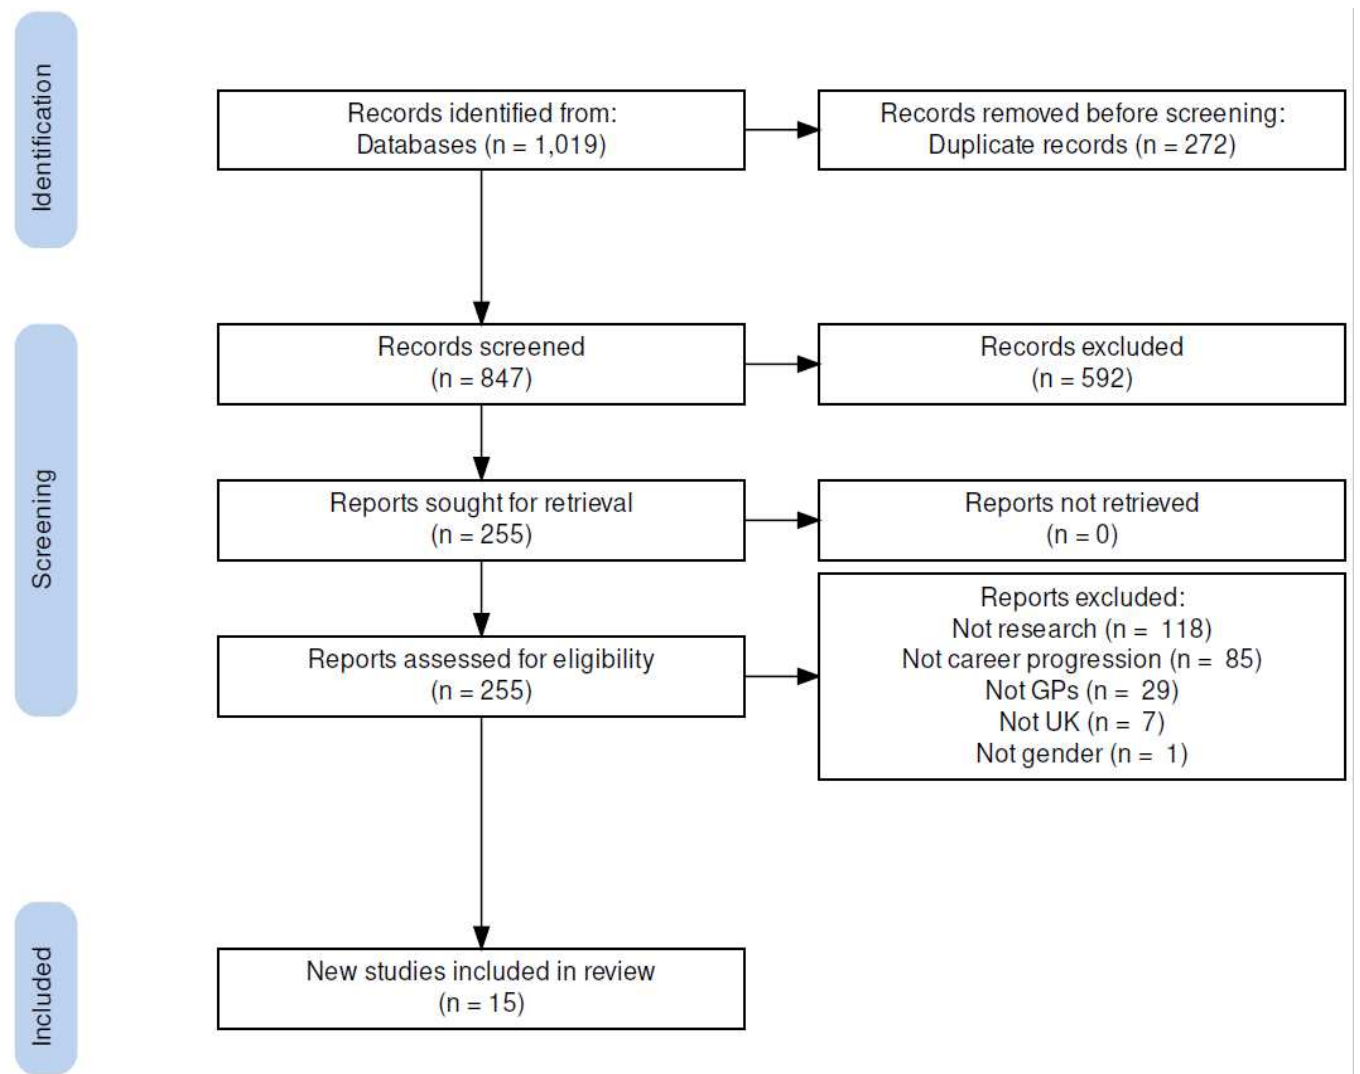 Identification
Records identified from:
Databases (n = 1,019)
Records removed before screening:
Duplicate records (n = 272)
Screening
Records screened
(n = 847)
Records excluded
(n = 592)
Reports sought for retrieval
(n = 255)
Reports not retrieved
(n = 0)
Reports assessed for eligibility
(n = 255)
Reports excluded:
Not research (n = 118)
Not career progression (n = 85)
Not GPs (n = 29)
Not UK (n = 7)
Not gender (n = 1)
Included
New studies included in review
(n = 15)